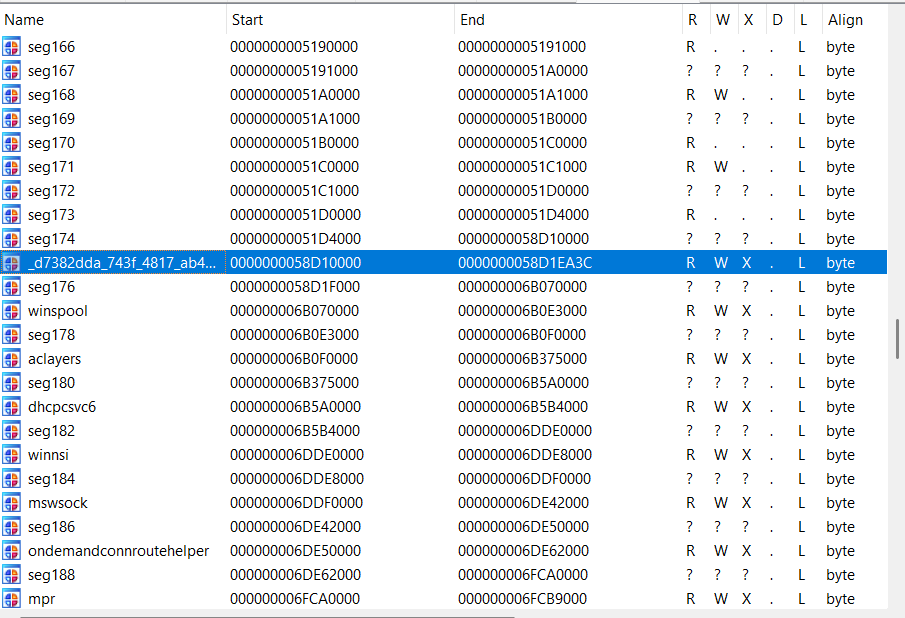 Name Start End R W X D L Align
seg166 0000000005190000 0000000005191000 R . . . L byte
seg167 0000000005191000 00000000051A0000 ? ? ? . L byte
seg168 00000000051A0000 00000000051A1000 R W . . L byte
seg169 00000000051A1000 00000000051B0000 ? ? ? . L byte
seg170 00000000051B0000 00000000051C0000 R . . . L byte
seg171 00000000051C0000 00000000051C1000 R W . . L byte
seg172 00000000051C1000 00000000051D0000 ? ? ? . L byte
seg173 00000000051D0000 00000000051D4000 R . . . L byte
seg174 00000000051D4000 0000000058D10000 ? ? ? . L byte
_d7382dda_743f_4817_ab4... 0000000058D10000 0000000058D1EA3C R W X . L byte
seg176 0000000058D1F000 000000006B070000 ? ? ? . L byte
winspool 000000006B070000 000000006B0E3000 R W X . L byte
seg178 000000006B0E3000 000000006B0F0000 ? ? ? . L byte
aclayers 000000006B0F0000 000000006B375000 R W X . L byte
seg180 000000006B375000 000000006B5A0000 ? ? ? . L byte
dhcpcsvc6 000000006B5A0000 000000006B5B4000 R W X . L byte
seg182 000000006B5B4000 000000006DDE0000 ? ? ? . L byte
winnsi 000000006DDE0000 000000006DDE8000 R W X . L byte
seg184 000000006DDE8000 000000006DDF0000 ? ? ? . L byte
mswsock 000000006DDF0000 000000006DE42000 R W X . L byte
seg186 000000006DE42000 000000006DE50000 ? ? ? . L byte
ondemandconnroutehelper 000000006DE50000 000000006DE62000 R W X . L byte
seg188 000000006DE62000 000000006FCA0000 ? ? ? . L byte
mpr 000000006FCA0000 000000006FCB9000 R W X . L byte